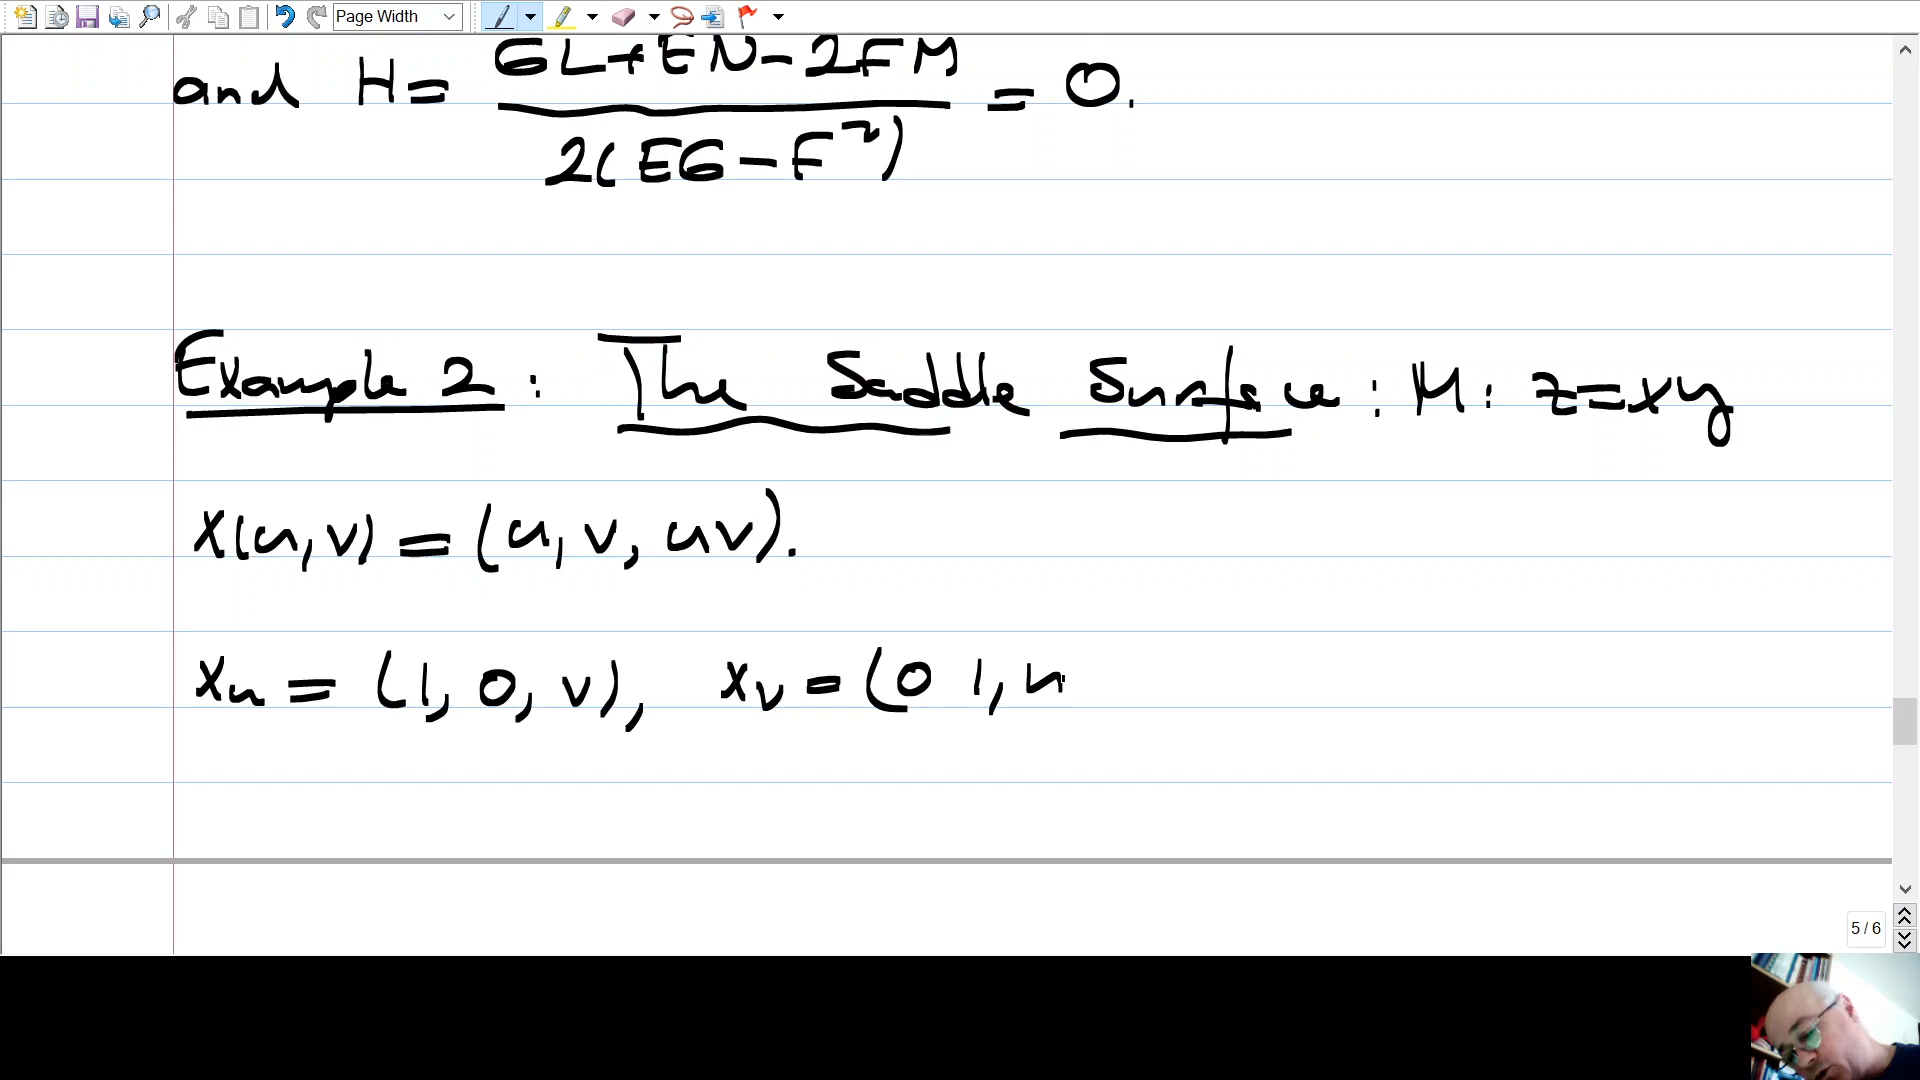 Page Width
GL+EN-2FM
and H= ——— = 0.
2(EG-F²)
Example 2: The Saddle Surface: M: z=xy
x(u,v) = (u, v, uv).
xu = (1, 0, v), xv = (0 1, u
5 / 6